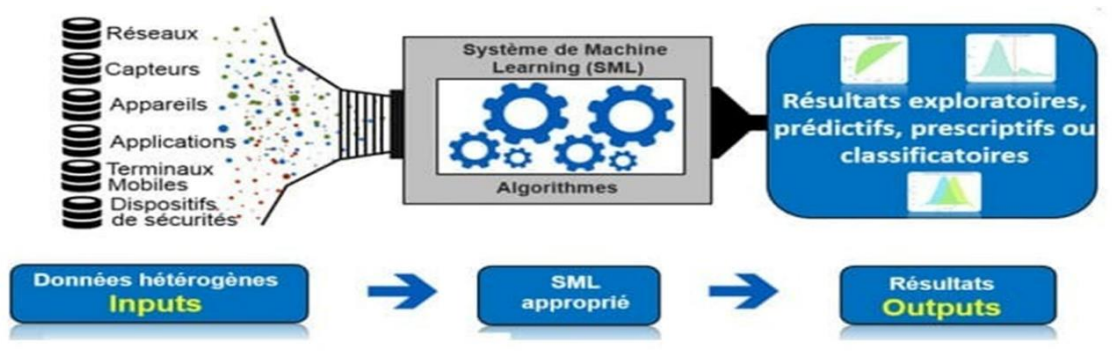 Réseaux
Capteurs
Appareils
Applications
Terminaux
Mobiles
Dispositifs
de sécurités
Système de Machine
Learning (SML)
Algorithmes
Résultats exploratoires,
prédictifs, prescriptifs ou
classificatoires
Données hétérogènes
Inputs
SML
approprié
Résultats
Outputs